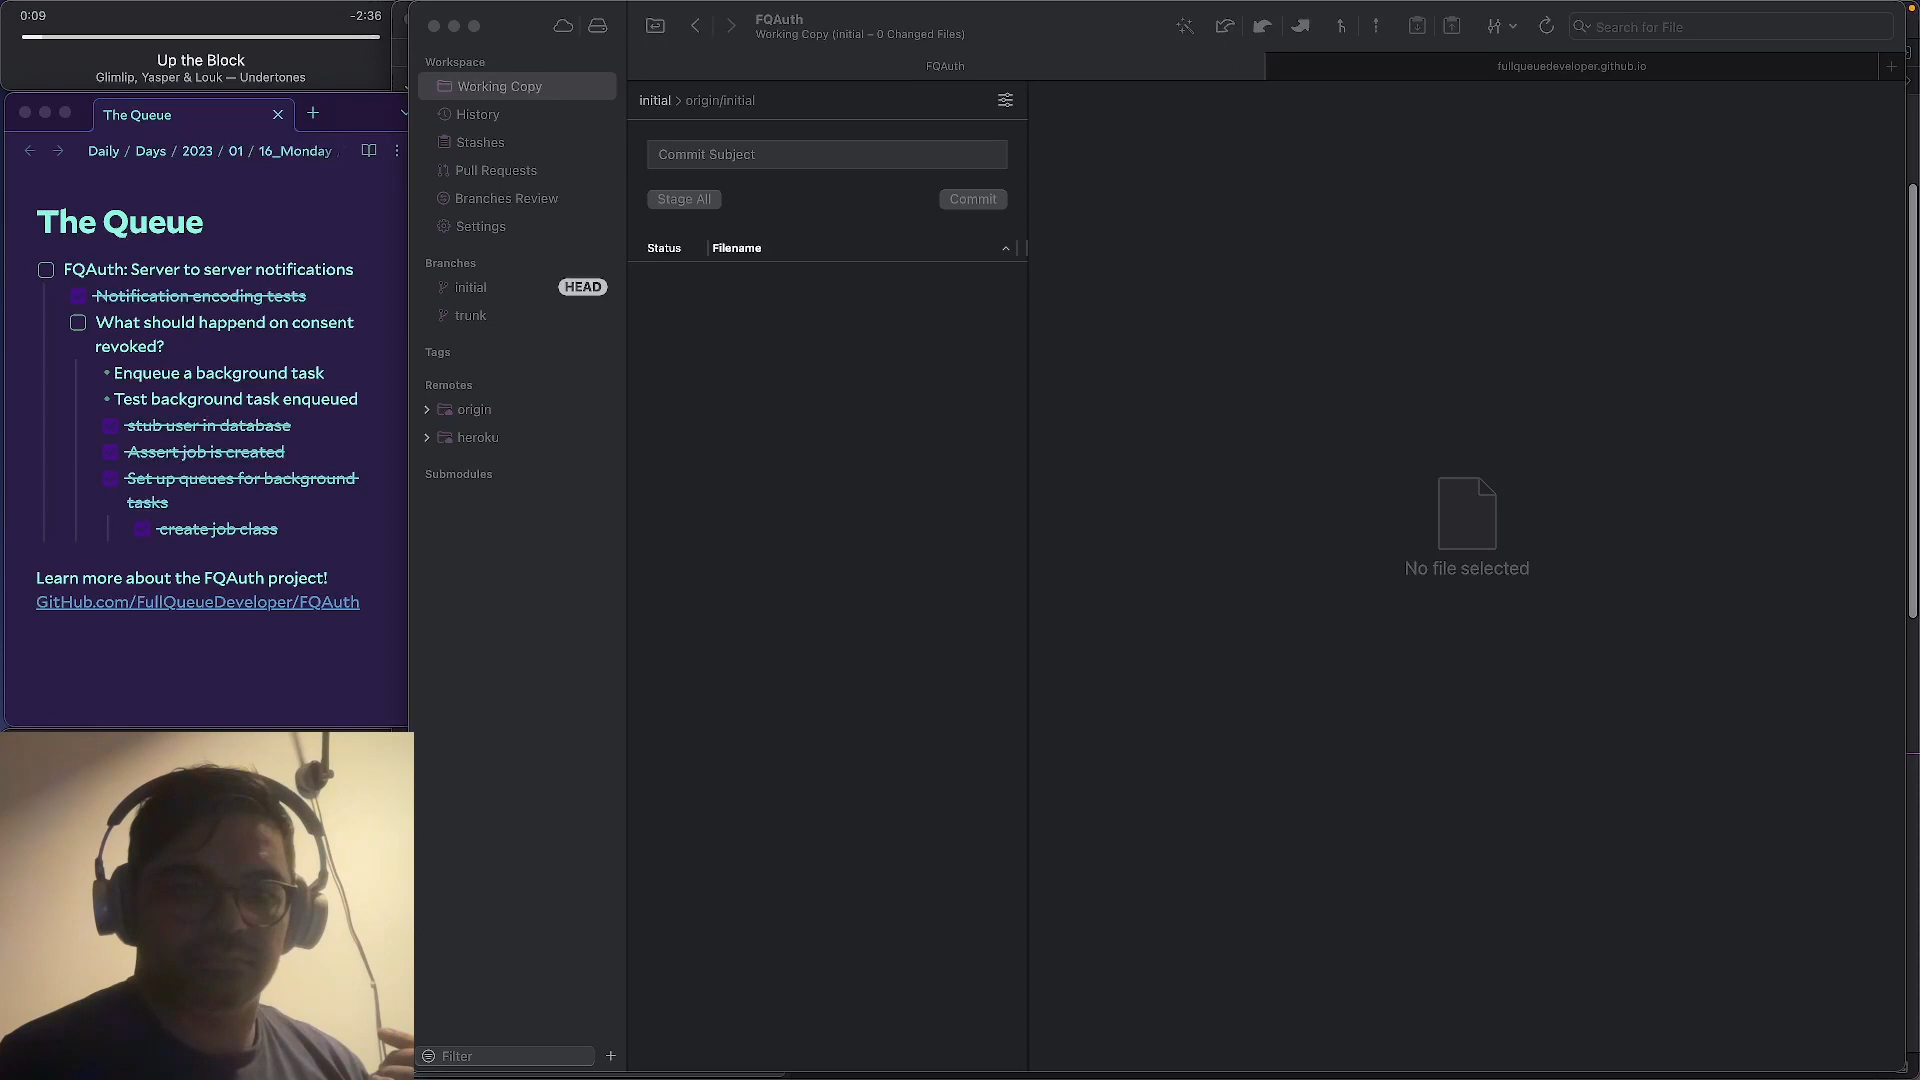 0:09
-2:36
Up the Block
Glimlip, Yasper & Louk — Undertones
The Queue
Daily / Days / 2023 / 01 / 16_Monday
The Queue
FQAuth: Server to server notifications
Notification encoding tests
What should happend on consent
revoked?
• Enqueue a background task
• Test background task enqueued
stub user in database
Assert job is created
Set up queues for background
tasks
create job class
Learn more about the FQAuth project!
GitHub.com/FullQueueDeveloper/FQAuth
Workspace
Working Copy
History
Stashes
Pull Requests
Branches Review
Settings
Branches
initial
HEAD
trunk
Tags
Remotes
origin
heroku
Submodules
Filter
FQAuth
Working Copy (initial – 0 Changed Files)
Search for File
FQAuth
fullqueuedeveloper.github.io
initial > origin/initial
Commit Subject
Stage All
Commit
Status
Filename
No file selected